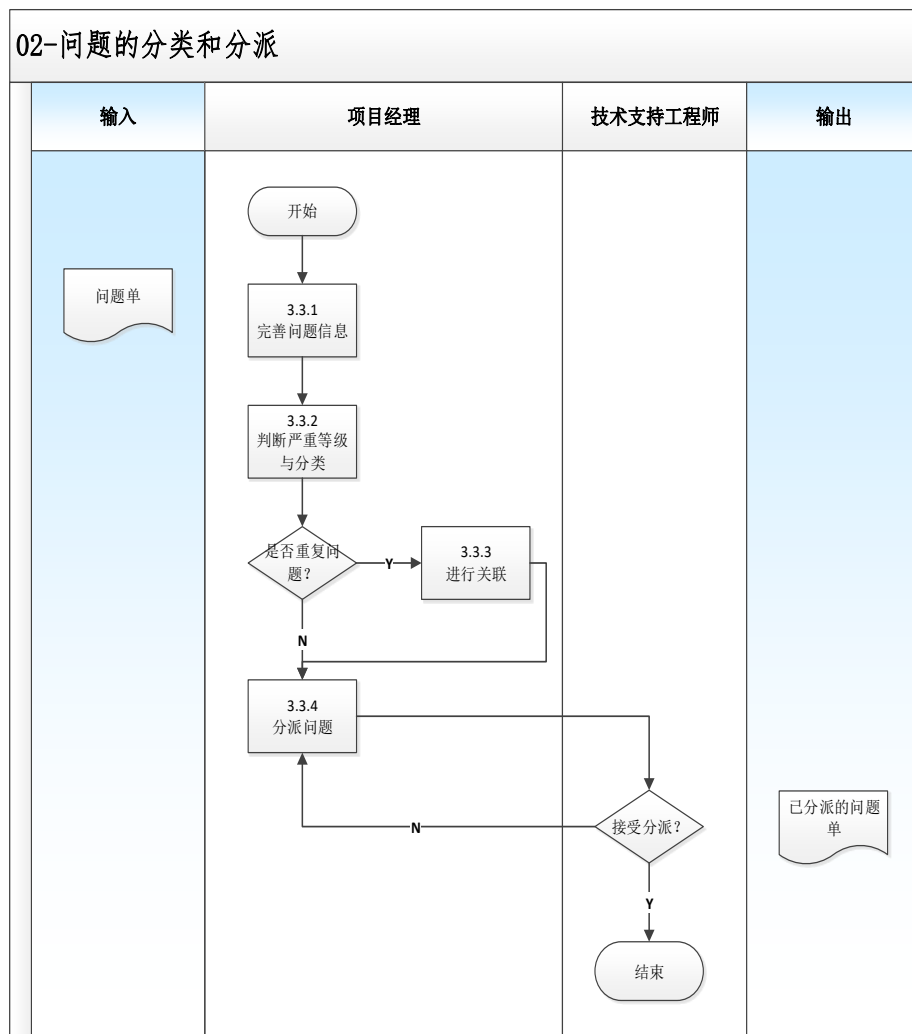 02-问题的分类和分派
输入
项目经理
技术支持工程师
输出
开始
问题单
3.3.1
完善问题信息
3.3.2
判断严重等级
与分类
是否重复问
题？
Y
3.3.3
进行关联
N
3.3.4
分派问题
接受分派？
N
已分派的问题
单
Y
结束